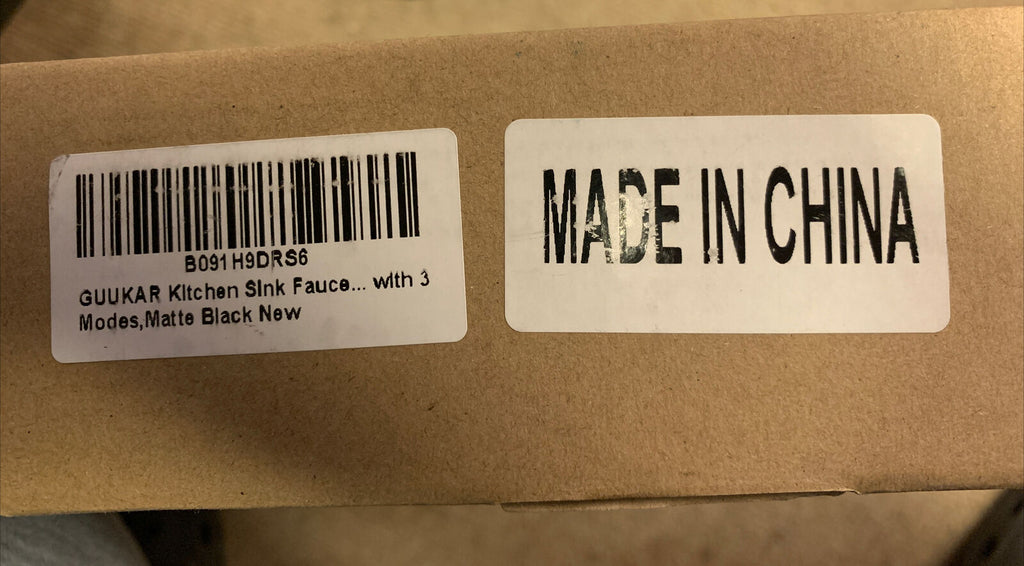 B091H9DRS6
GUUKAR Kitchen Sink Fauce... with 3
Modes,Matte Black New
MADE IN CHINA